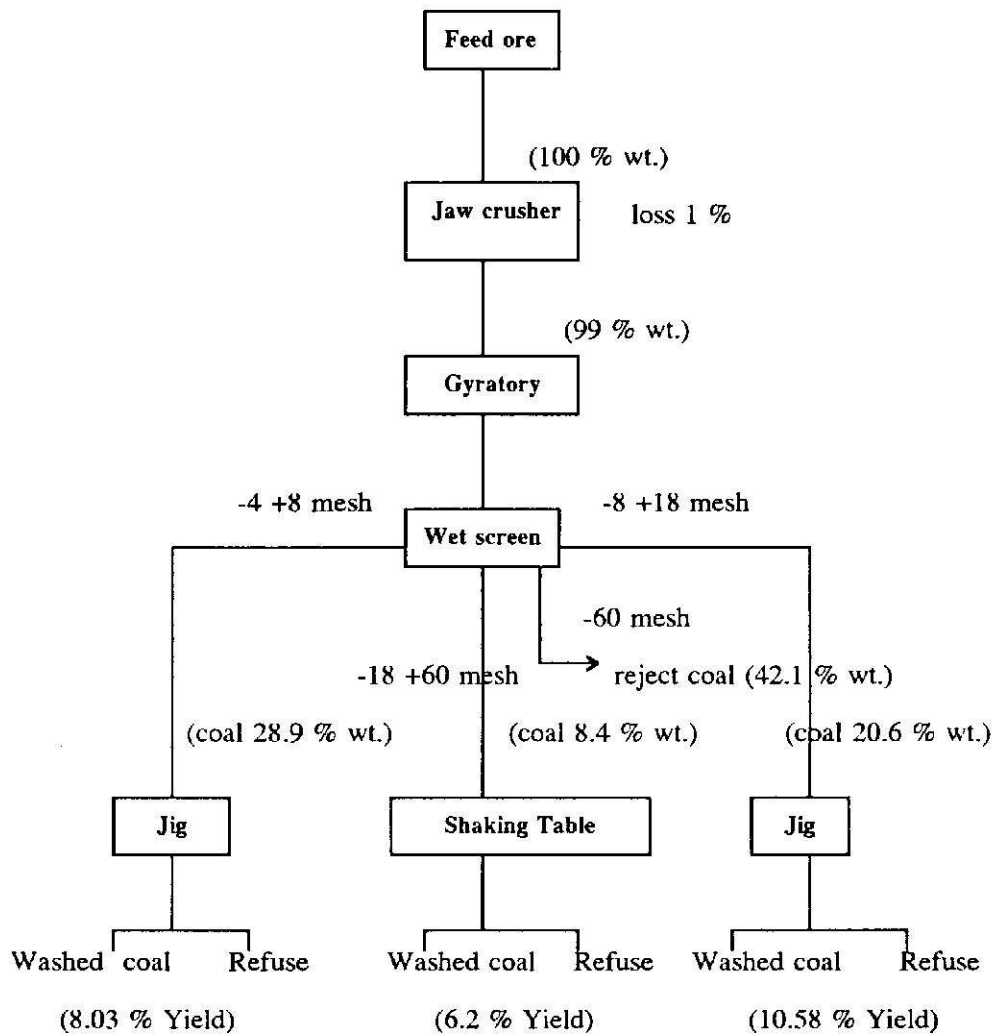 Feed ore
(100 % wt.)
Jaw crusher
loss 1 %
(99 % wt.)
Gyratory
-4 +8 mesh
-8 +18 mesh
Wet screen
-60 mesh
-18 +60 mesh
reject coal (42.1 % wt.)
(coal 28.9 % wt.)
(coal 8.4 % wt.)
(coal 20.6 % wt.)
Jig
Shaking Table
Jig
Washed coal
Refuse
Washed coal
Refuse
Washed coal
Refuse
(8.03 % Yield)
(6.2 % Yield)
(10.58 % Yield)